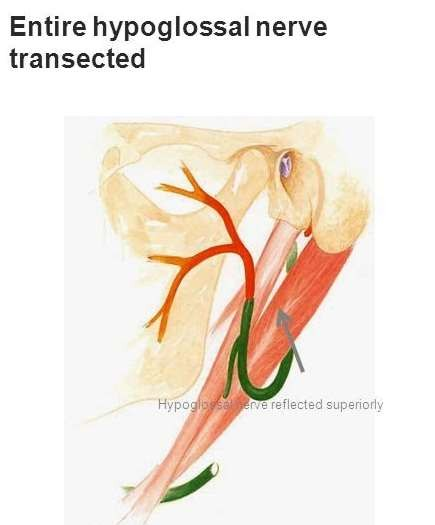 Entire hypoglossal nerve
transected
Hypoglossal nerve reflected superiorly